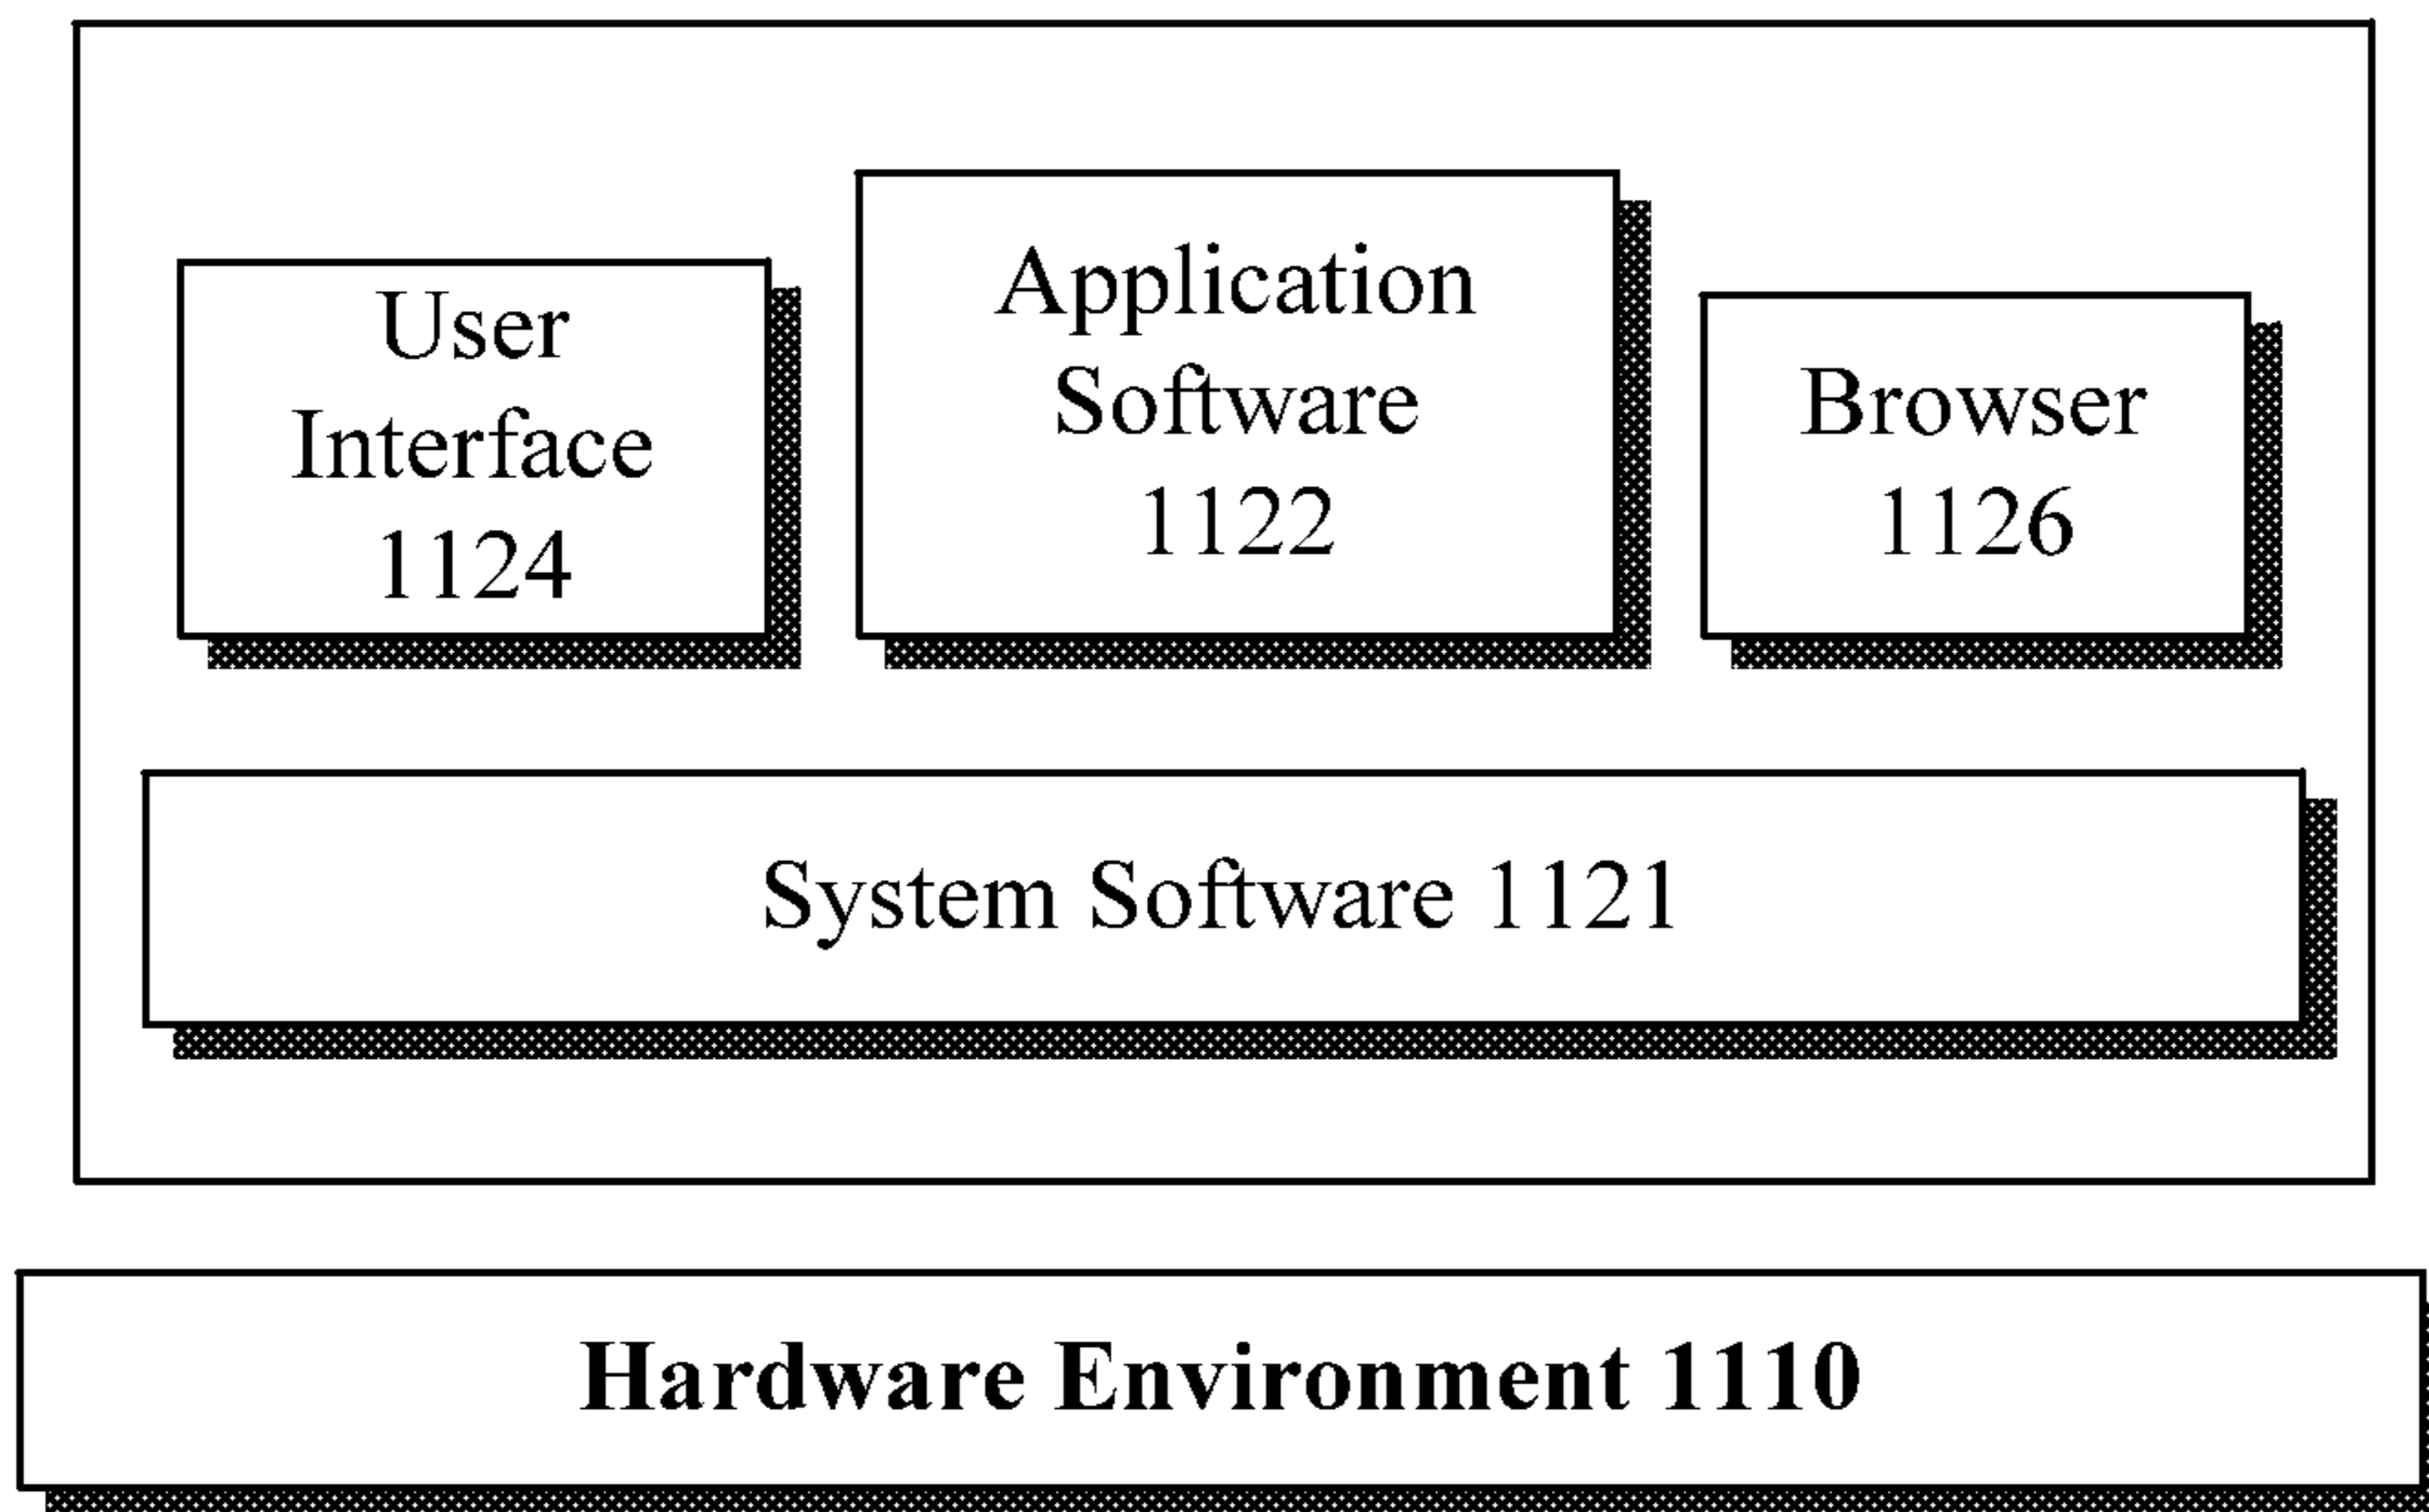 User
Interface
1124
Application
Software
1122
Browser
1126
System Software 1121
Hardware Environment 1110